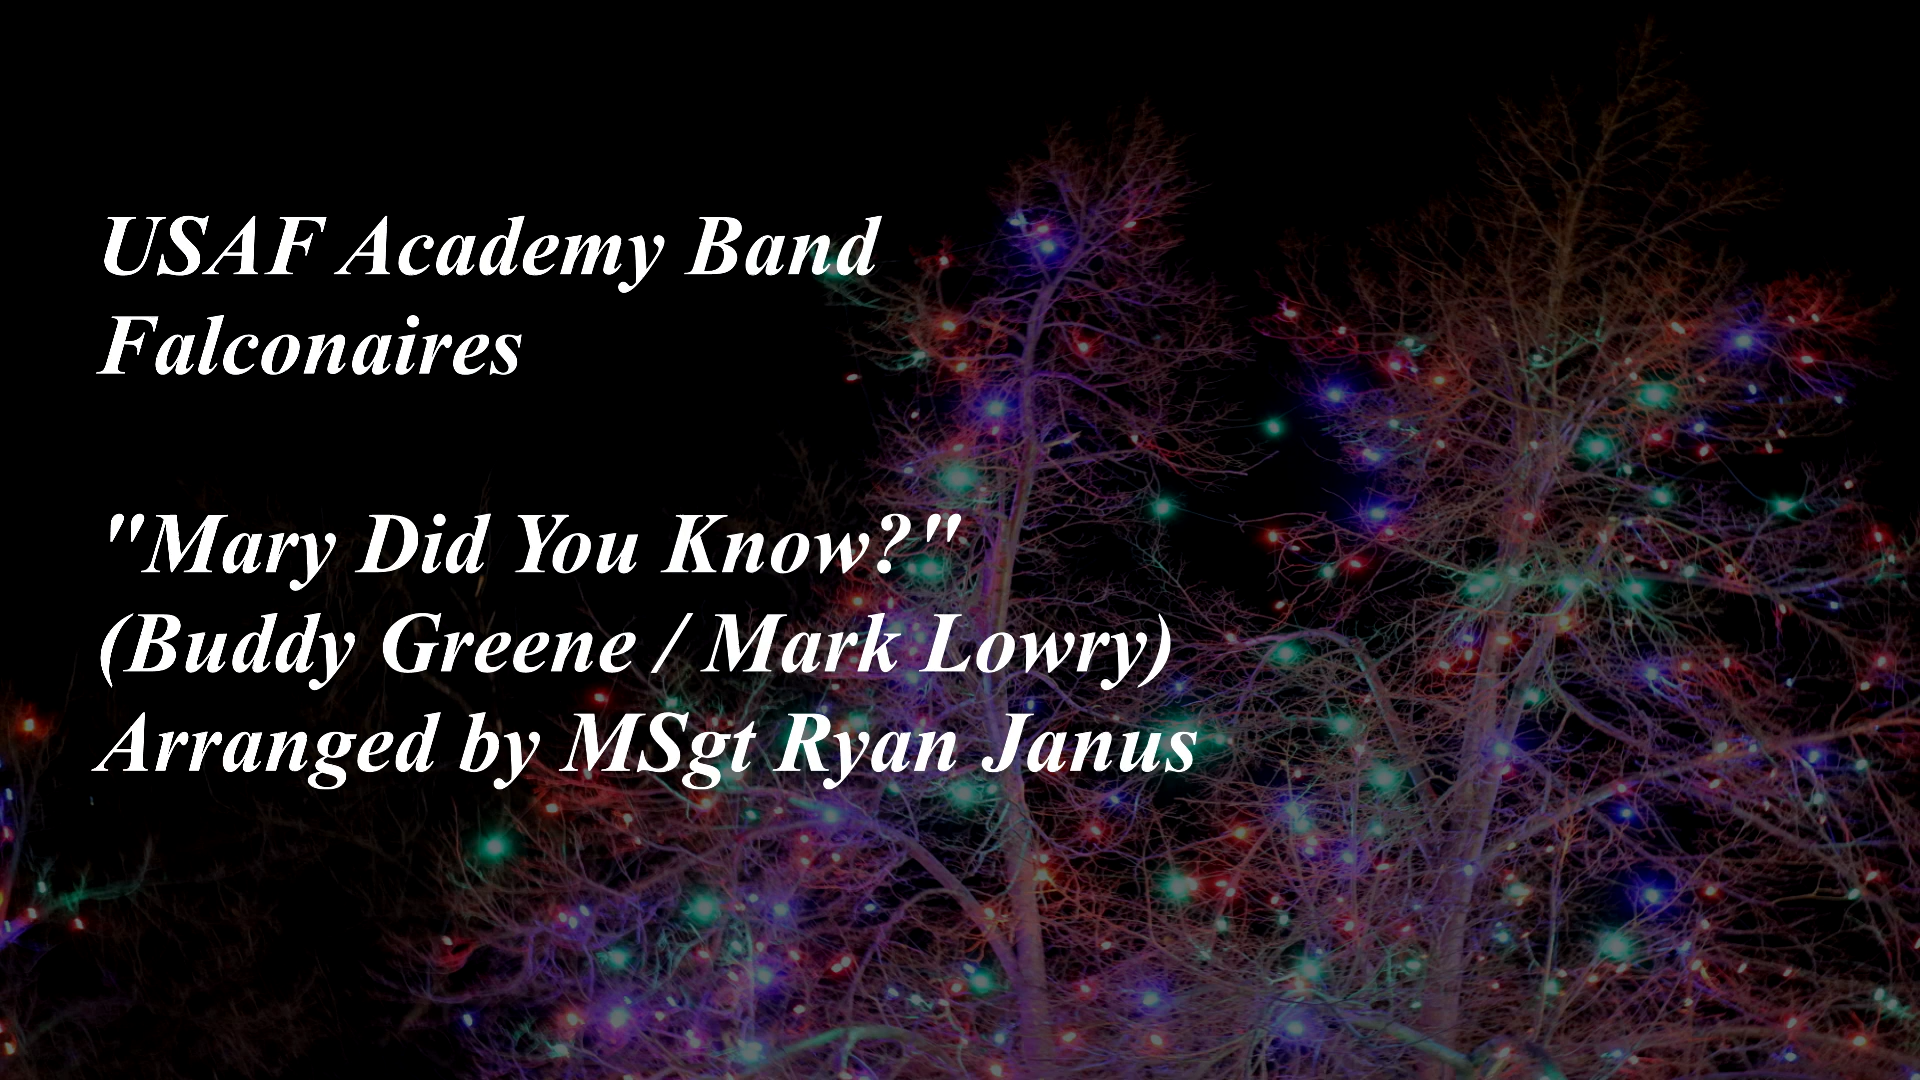 USAF Academy Band
Falconaires
"Mary Did You Know?"
(Buddy Greene / Mark Lowry)
Arranged by MSgt Ryan Janus